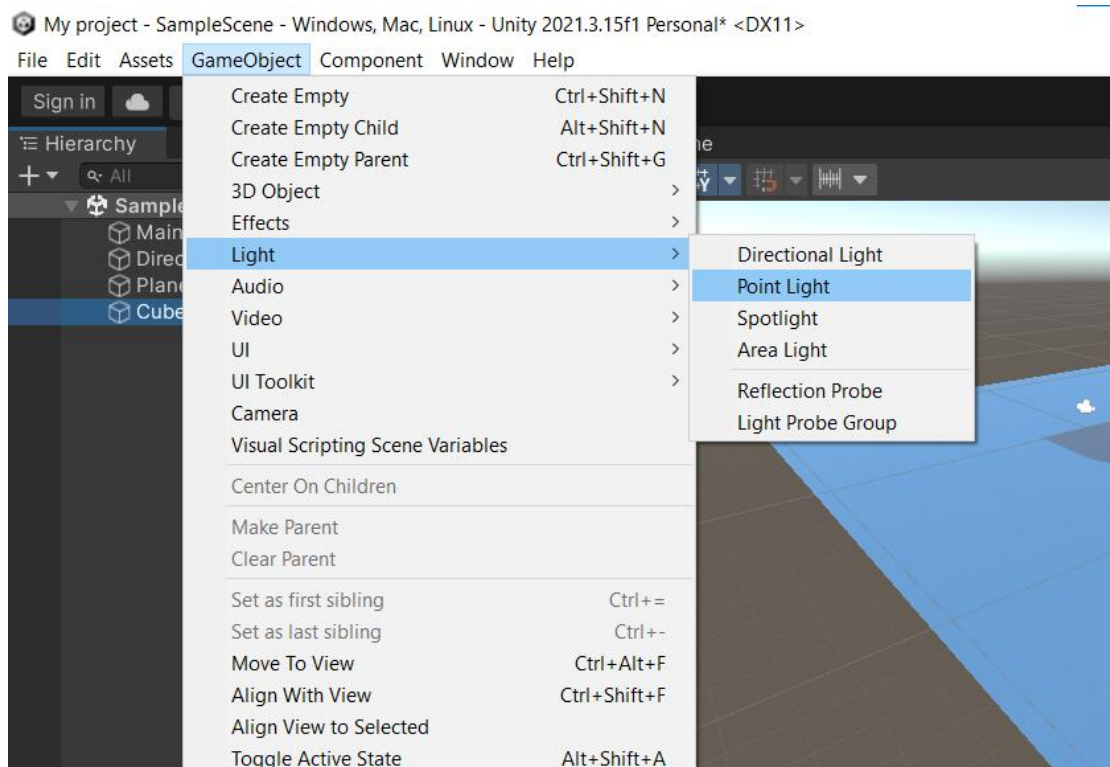 My project - SampleScene - Windows, Mac, Linux - Unity 2021.3.15f1 Personal* <DX11>
File Edit Assets GameObject Component Window Help
Sign in
Hierarchy
All
Sample
Main
Direc
Plane
Cube
Create Empty Ctrl+Shift+N
Create Empty Child Alt+Shift+N
Create Empty Parent Ctrl+Shift+G
3D Object >
Effects >
Light >
Audio >
Video >
UI >
UI Toolkit >
Camera
Visual Scripting Scene Variables
Center On Children
Make Parent
Clear Parent
Set as first sibling Ctrl+=
Set as last sibling Ctrl+-
Move To View Ctrl+Alt+F
Align With View Ctrl+Shift+F
Align View to Selected
Toggle Active State Alt+Shift+A
Directional Light
Point Light
Spotlight
Area Light
Reflection Probe
Light Probe Group